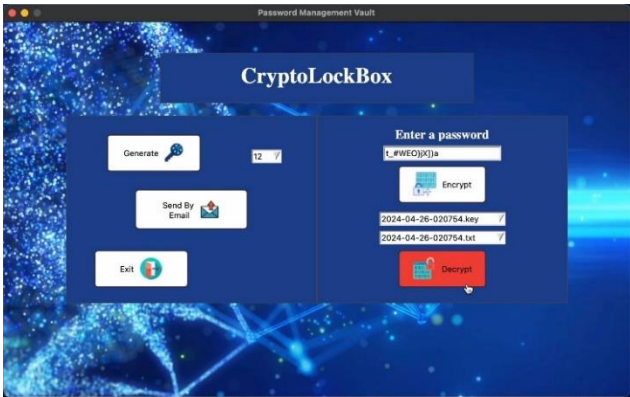 Password Management Vault
CryptoLockBox
Generate
12
Send By
Email
Exit
Enter a password
t_#WEO}jX])a
Encrypt
2024-04-26-020754.key
2024-04-26-020754.txt
Decrypt